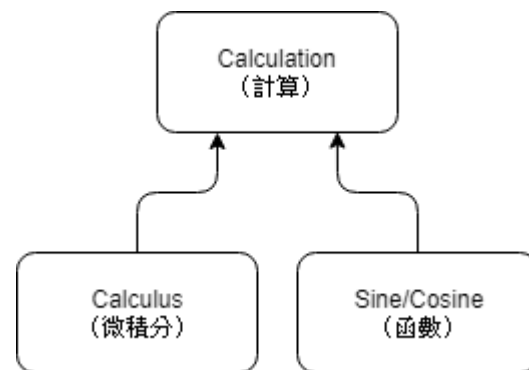 Calculation
（計算）
Calculus
（微積分）
Sine/Cosine
（函數）